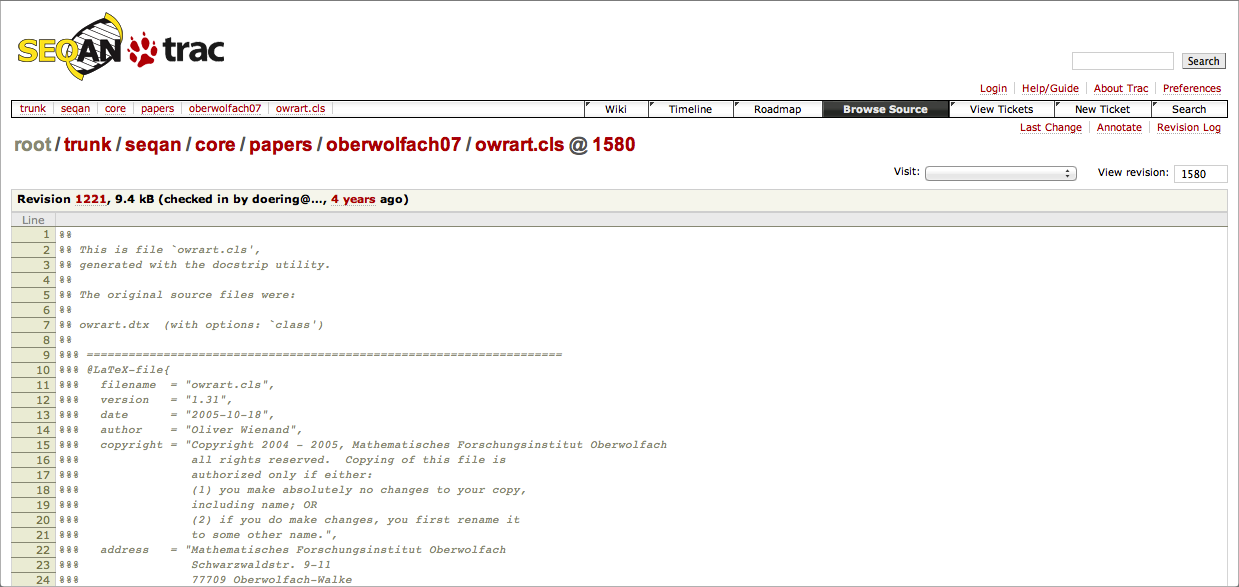 SEQAN trac
Search
Login Help/Guide About Trac Preferences
trunk seqan core papers oberwolfach07 owrart.cls Wiki Timeline Roadmap Browse Source View Tickets New Ticket Search
Last Change Annotate Revision Log
root / trunk / seqan / core / papers / oberwolfach07 / owrart.cls @ 1580
Visit: View revision: 1580
Revision 1221, 9.4 kB (checked in by doering@..., 4 years ago)
Line
1 %%
2 %% This is file `owrart.cls',
3 %% generated with the docstrip utility.
4 %%
5 %% The original source files were:
6 %%
7 %% owrart.dtx  (with options: `class')
8 %%
9 %%% ====================================================================
10 %%% @LaTeX-file{
11 %%%   filename  = "owrart.cls",
12 %%%   version   = "1.31",
13 %%%   date      = "2005-10-18",
14 %%%   author    = "Oliver Wienand",
15 %%%   copyright = "Copyright 2004 - 2005, Mathematisches Forschungsinstitut Oberwolfach
16 %%%                all rights reserved.  Copying of this file is
17 %%%                authorized only if either:
18 %%%                (1) you make absolutely no changes to your copy,
19 %%%                including name; OR
20 %%%                (2) if you do make changes, you first rename it
21 %%%                to some other name.",
22 %%%   address   = "Mathematisches Forschungsinstitut Oberwolfach
23 %%%                Schwarzwaldstr. 9-11
24 %%%                77709 Oberwolfach-Walke